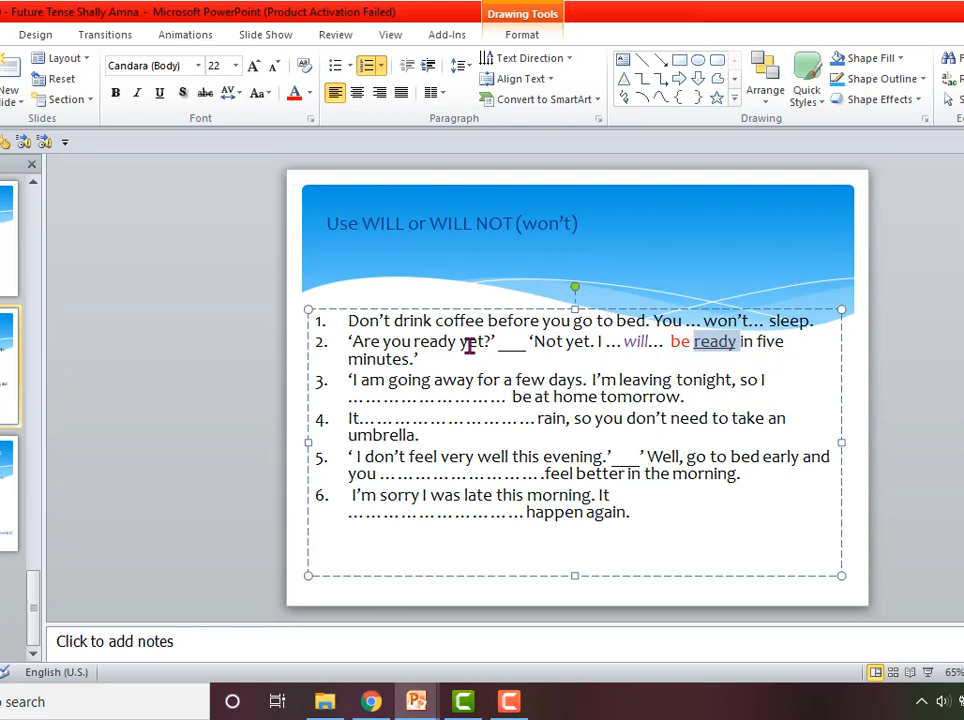 - Future Tense Shally Amna - Microsoft PowerPoint (Product Activation Failed)
Drawing Tools
Design Transitions Animations Slide Show Review View Add-Ins Format
New
Slide
Layout
Reset
Section
Slides
Candara (Body) 22
B I U S abc AV Aa A
Font
Text Direction
Align Text
Convert to SmartArt
Paragraph
Arrange
Quick
Styles
Shape Fill
Shape Outline
Shape Effects
Drawing
Use WILL or WILL NOT (won't)
1. Don't drink coffee before you go to bed. You … won't… sleep.
2. 'Are you ready yet?' ___ 'Not yet. I … will… be ready in five
minutes.'
3. 'I am going away for a few days. I'm leaving tonight, so I
……………………… be at home tomorrow.
4. It………………………rain, so you don't need to take an
umbrella.
5. ' I don't feel very well this evening.'___' Well, go to bed early and
you ……………………….feel better in the morning.
6. I'm sorry I was late this morning. It
…………………………happen again.
Click to add notes
English (U.S.)
65%
o search